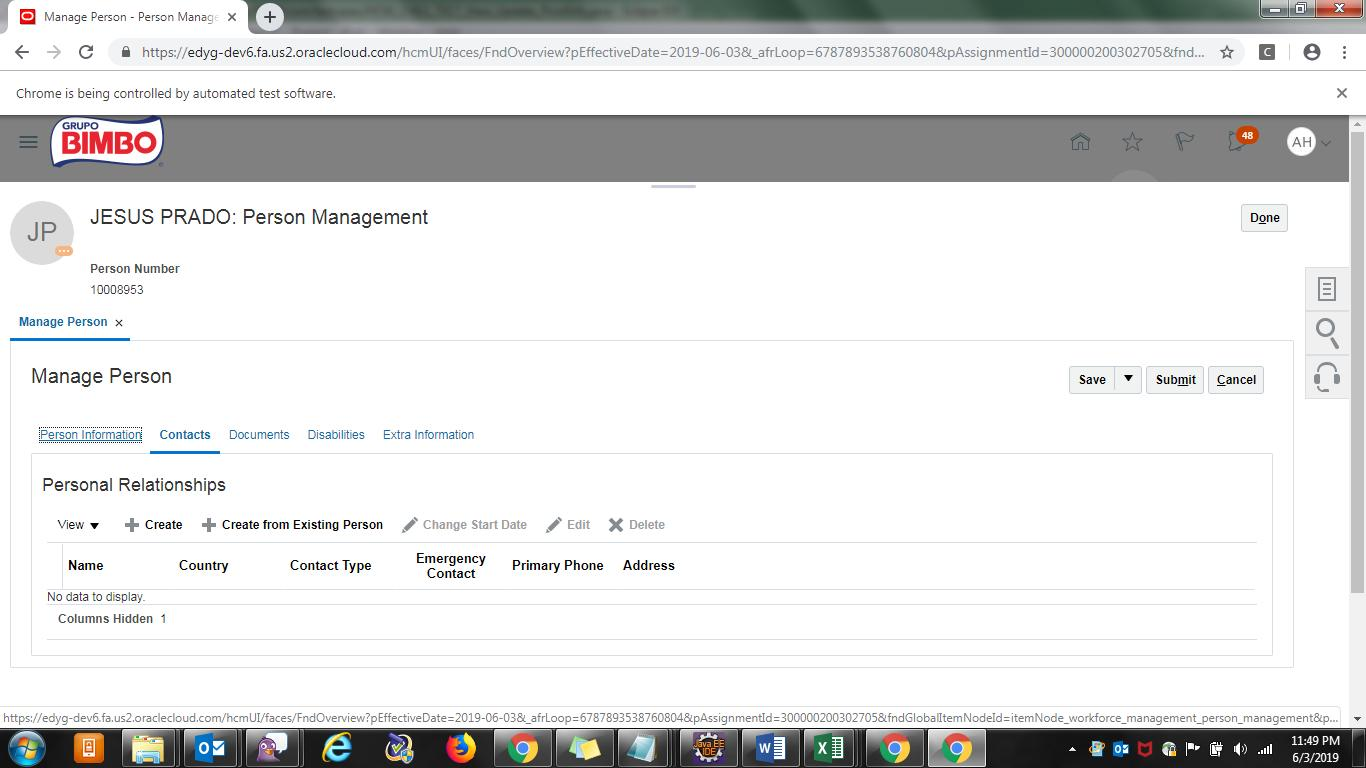 Manage Person - Person Manage
https://edyg-dev6.fa.us2.oraclecloud.com/hcmUI/faces/FndOverview?pEffectiveDate=2019-06-03&_afrLoop=6787893538760804&pAssignmentId=300000200302705&fnd...
C
Chrome is being controlled by automated test software.
GRUPO
BIMBO
48
AH
JP
JESUS PRADO: Person Management
Done
Person Number
10008953
Manage Person
Manage Person
Save
Submit
Cancel
Person Information Contacts Documents Disabilities Extra Information
Personal Relationships
View Create Create from Existing Person Change Start Date Edit Delete
Name Country Contact Type Emergency Contact Primary Phone Address
No data to display.
Columns Hidden 1
https://edyg-dev6.fa.us2.oraclecloud.com/hcmUI/faces/FndOverview?pEffectiveDate=2019-06-03&_afrLoop=6787893538760804&pAssignmentId=300000200302705&fndGlobalItemNodeId=itemNode_workforce_management_person_management&p...
Java EE
IDE
11:49 PM
6/3/2019